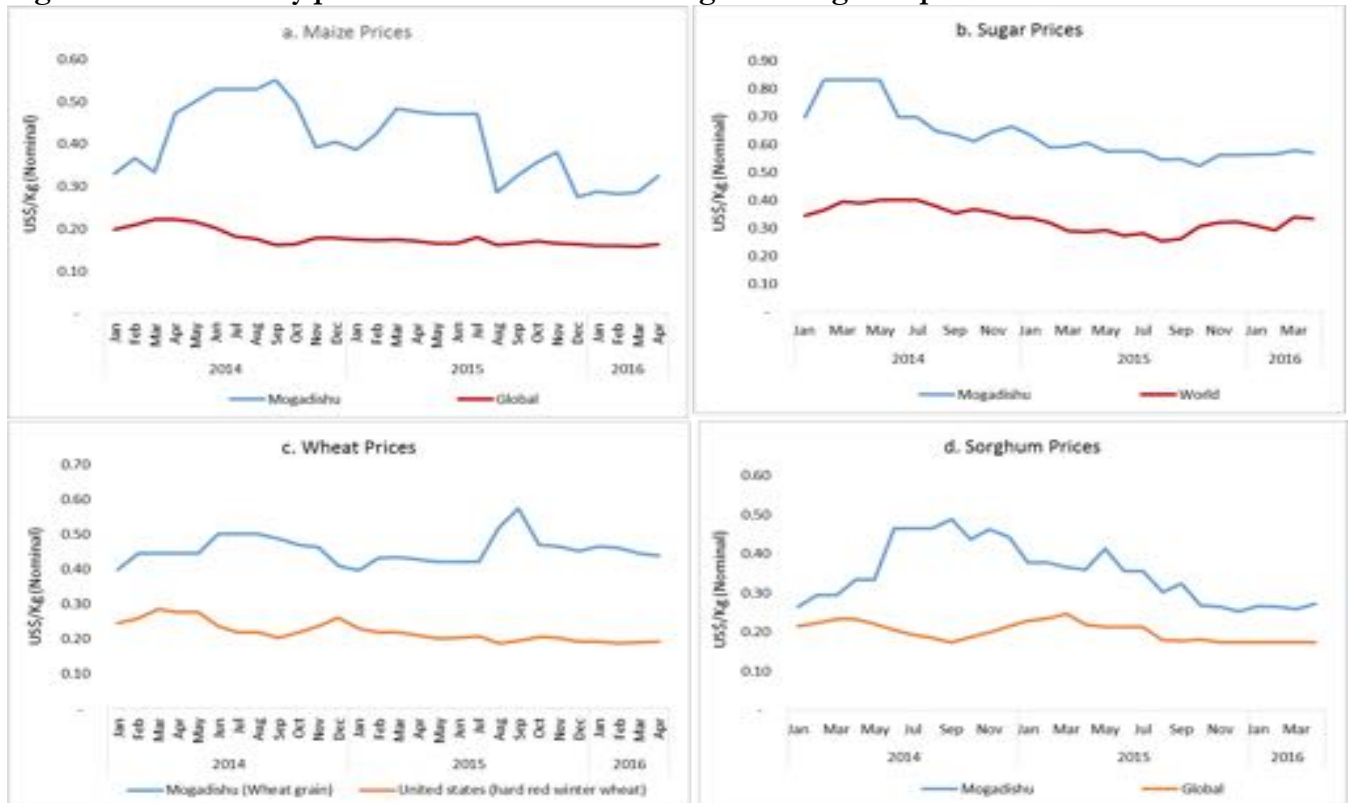 a. Maize Prices
US$/Kg (Nominal)
0.60
0.50
0.40
0.30
0.20
0.10
-
Jan Feb Mar Apr May Jun Jul Aug Sep Oct Nov Dec Jan Feb Mar Apr May Jun Jul Aug Sep Oct Nov Dec Jan Feb Mar Apr
2014 2015 2016
Mogadishu Global
b. Sugar Prices
US$/Kg (Nominal)
0.90
0.80
0.70
0.60
0.50
0.40
0.30
0.20
0.10
-
Jan Mar May Jul Sep Nov Jan Mar May Jul Sep Nov Jan Mar
2014 2015 2016
Mogadishu World
c. Wheat Prices
US$/Kg (Nominal)
0.70
0.60
0.50
0.40
0.30
0.20
0.10
-
Jan Feb Mar Apr May Jun Jul Aug Sep Oct Nov Dec Jan Feb Mar Apr May Jun Jul Aug Sep Oct Nov Dec Jan Feb Mar Apr
2014 2015 2016
Mogadishu (Wheat grain) United states (hard red winter wheat)
d. Sorghum Prices
US$/Kg (Nominal)
0.60
0.50
0.40
0.30
0.20
0.10
-
Jan Mar May Jul Sep Nov Jan Mar May Jul Sep Nov Jan Mar
2014 2015 2016
Mogadishu Global